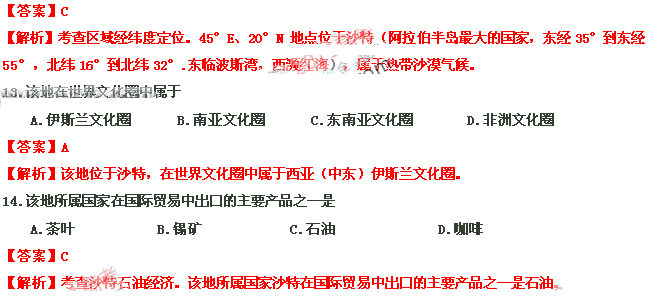 【答案】C
【解析】考查区域经纬度定位。45°E、20°N 地点位于沙特（阿拉伯半岛最大的国家，东经 35°到东经
55°，北纬 16°到北纬 32°.东临波斯湾，西濒红海），属于热带沙漠气候。
13.该地在世界文化圈中属于
A.伊斯兰文化圈 B.南亚文化圈 C.东南亚文化圈 D.非洲文化圈
【答案】A
【解析】该地位于沙特，在世界文化圈中属于西亚（中东）伊斯兰文化圈。
14.该地所属国家在国际贸易中出口的主要产品之一是
A.茶叶 B.锡矿 C.石油 D.咖啡
【答案】C
【解析】考查沙特石油经济。该地所属国家沙特在国际贸易中出口的主要产品之一是石油。